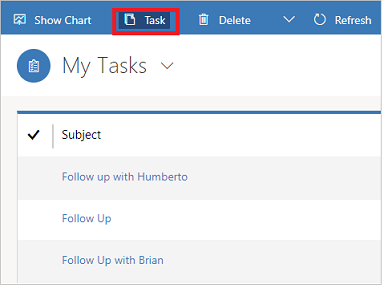 Show Chart Task Delete Refresh
My Tasks
Subject
Follow up with Humberto
Follow Up
Follow Up with Brian